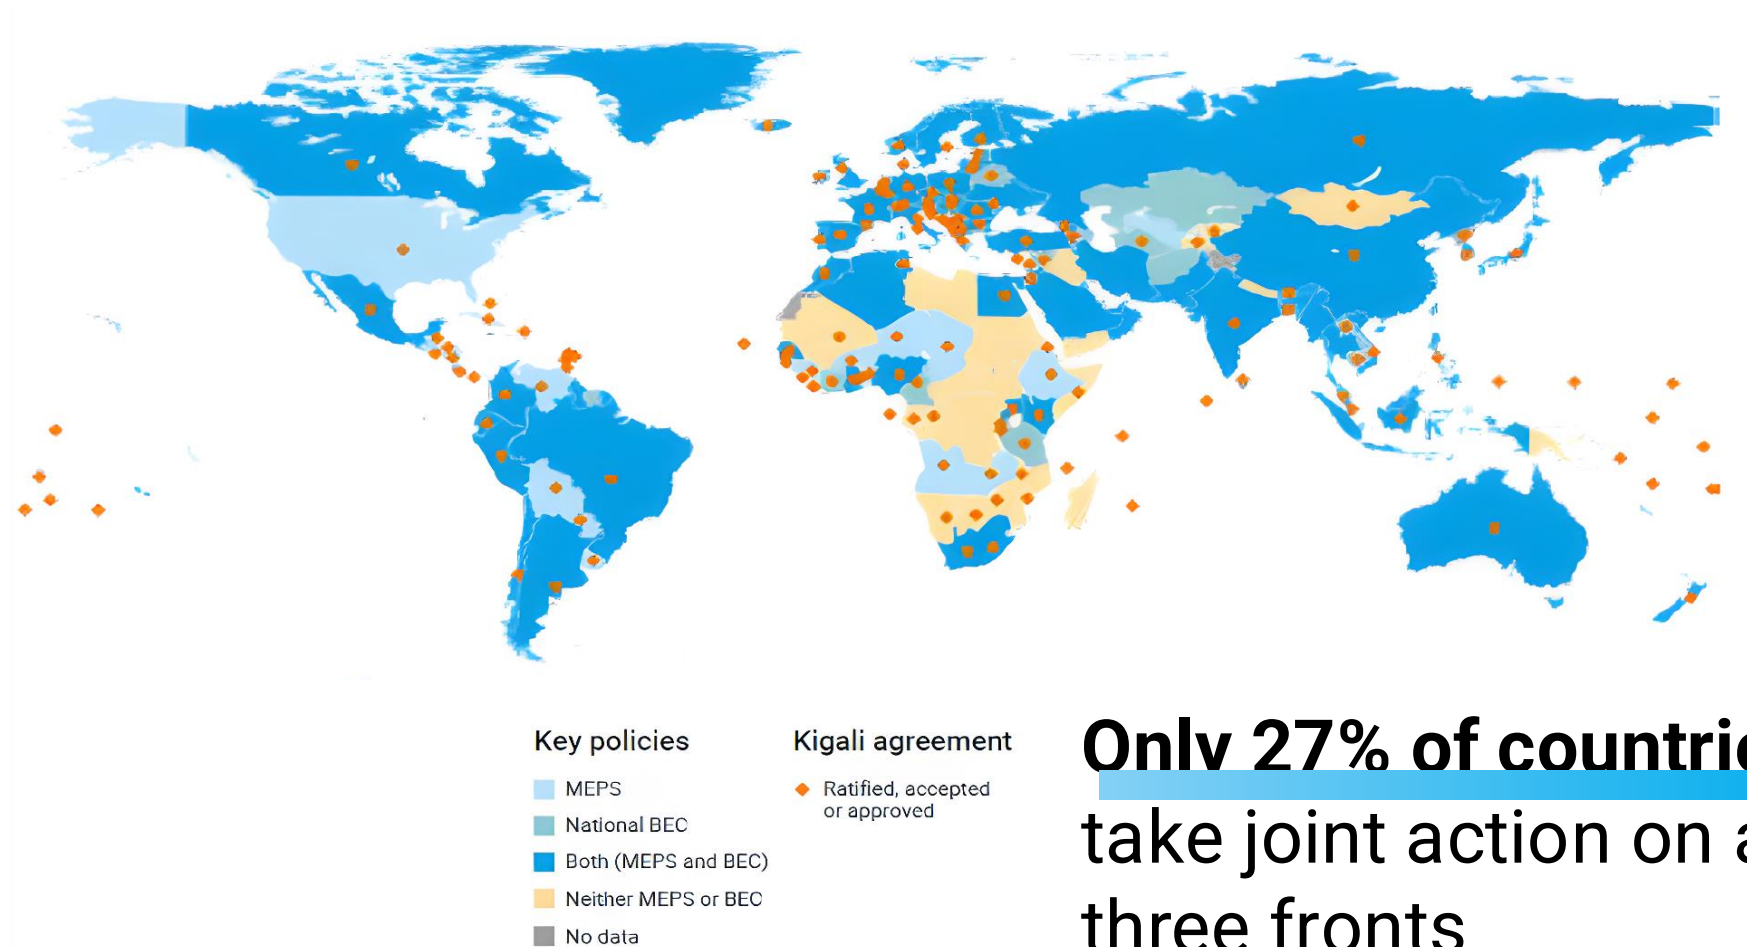 Key policies
MEPS
National BEC
Both (MEPS and BEC)
Neither MEPS or BEC
No data
Kigali agreement
Ratified, accepted
or approved
Only 27% of
take joint action on
three fronts